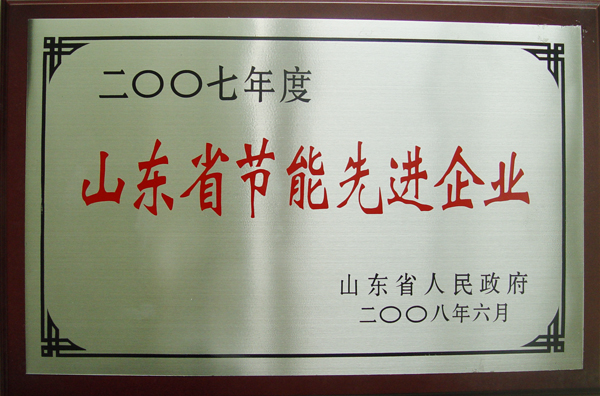 二〇〇七年度
山东省节能先进企业
山东省人民政府
二〇〇八年六月